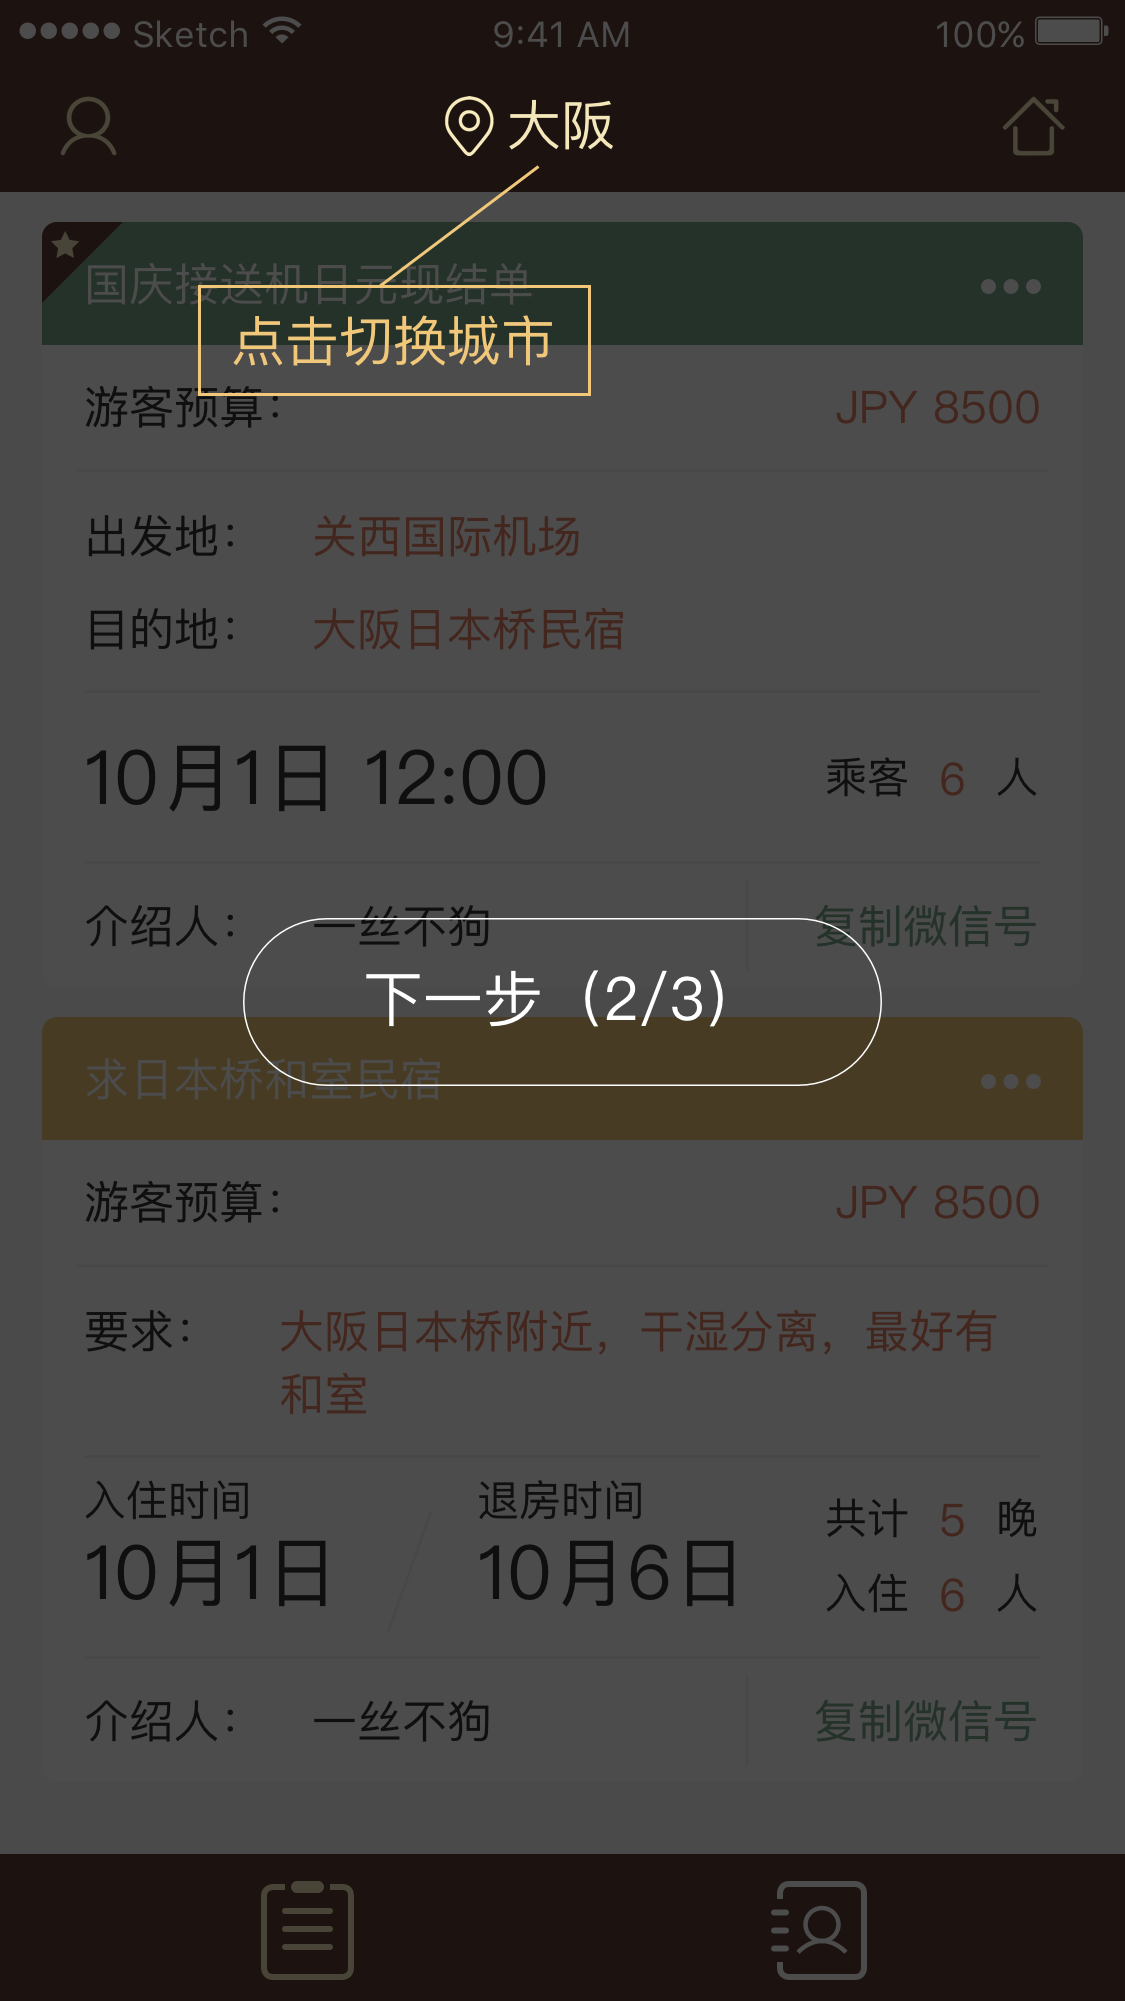 Sketch 9:41 AM 100%
大阪
国庆接送机日元现结单
点击切换城市
游客预算： JPY 8500
出发地： 关西国际机场
目的地： 大阪日本桥民宿
10月1日 12:00 乘客 6 人
介绍人： 一丝不狗 复制微信号
下一步（2/3）
求日本桥和室民宿
游客预算： JPY 8500
要求： 大阪日本桥附近，干湿分离，最好有
和室
入住时间 退房时间
10月1日 10月6日
共计 5 晚
入住 6 人
介绍人： 一丝不狗 复制微信号